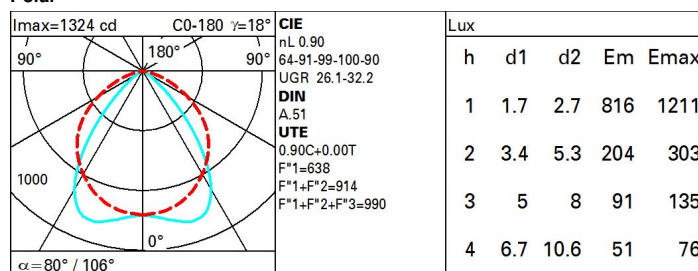 Imax=1324 cd C0-180 γ=18°
90° 180° 90°
1000
0°
α=80° / 106°
CIE
nL 0.90
64-91-99-100-90
UGR 26.1-32.2
DIN
A.51
UTE
0.90C+0.00T
F"1=638
F"1+F"2=914
F"1+F"2+F"3=990
Lux
h d1 d2 Em Emax
1 1.7 2.7 816 1211
2 3.4 5.3 204 303
3 5 8 91 135
4 6.7 10.6 51 76